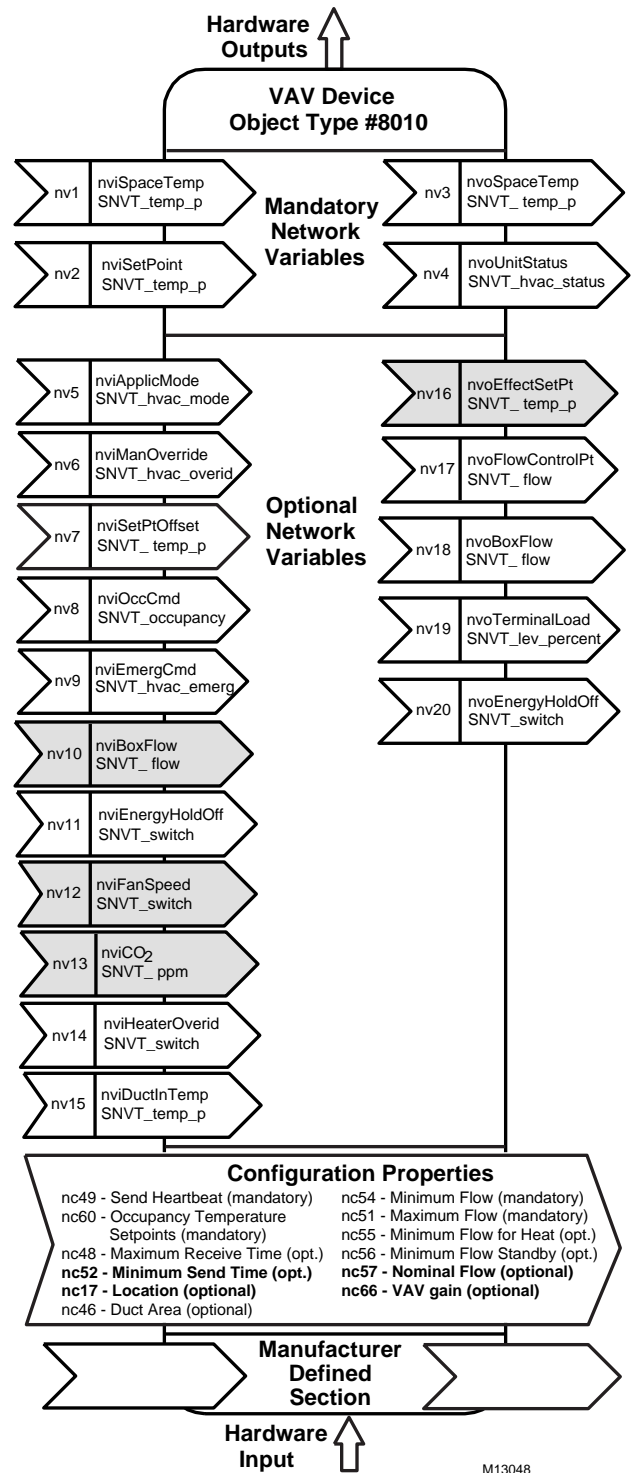 Hardware
Outputs
VAV Device
Object Type #8010
Mandatory
Network
Variables
nv1
nviSpaceTemp
SNVT_temp_p
nv2
nviSetPoint
SNVT_temp_p
nv3
nvoSpaceTemp
SNVT_ temp_p
nv4
nvoUnitStatus
SNVT_hvac_status
Optional
Network
Variables
nv5
nviApplicMode
SNVT_hvac_mode
nv6
nviManOverride
SNVT_hvac_overid
nv7
nviSetPtOffset
SNVT_ temp_p
nv8
nviOccCmd
SNVT_occupancy
nv9
nviEmergCmd
SNVT_hvac_emerg
nv10
nviBoxFlow
SNVT_ flow
nv11
nviEnergyHoldOff
SNVT_switch
nv12
nviFanSpeed
SNVT_switch
nv13
nviCO2
SNVT_ ppm
nv14
nviHeaterOverid
SNVT_switch
nv15
nviDuctInTemp
SNVT_temp_p
nv16
nvoEffectSetPt
SNVT_ temp_p
nv17
nvoFlowControlPt
SNVT_ flow
nv18
nvoBoxFlow
SNVT_ flow
nv19
nvoTerminalLoad
SNVT_lev_percent
nv20
nvoEnergyHoldOff
SNVT_switch
Configuration Properties
nc49 - Send Heartbeat (mandatory)
nc60 - Occupancy Temperature
Setpoints (mandatory)
nc48 - Maximum Receive Time (opt.)
nc52 - Minimum Send Time (opt.)
nc17 - Location (optional)
nc46 - Duct Area (optional)
nc54 - Minimum Flow (mandatory)
nc51 - Maximum Flow (mandatory)
nc55 - Minimum Flow for Heat (opt.)
nc56 - Minimum Flow Standby (opt.)
nc57 - Nominal Flow (optional)
nc66 - VAV gain (optional)
Manufacturer
Defined
Section
Hardware
Input
M13048